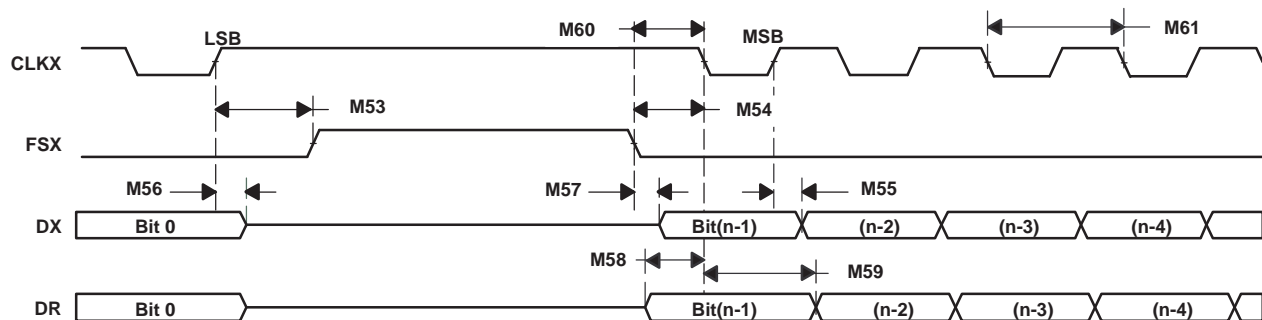 M60 M61
LSB MSB
CLKX
M53 M54
FSX
M56 M57 M55
DX Bit 0 Bit(n-1) (n-2) (n-3) (n-4)
M58 M59
DR Bit 0 Bit(n-1) (n-2) (n-3) (n-4)